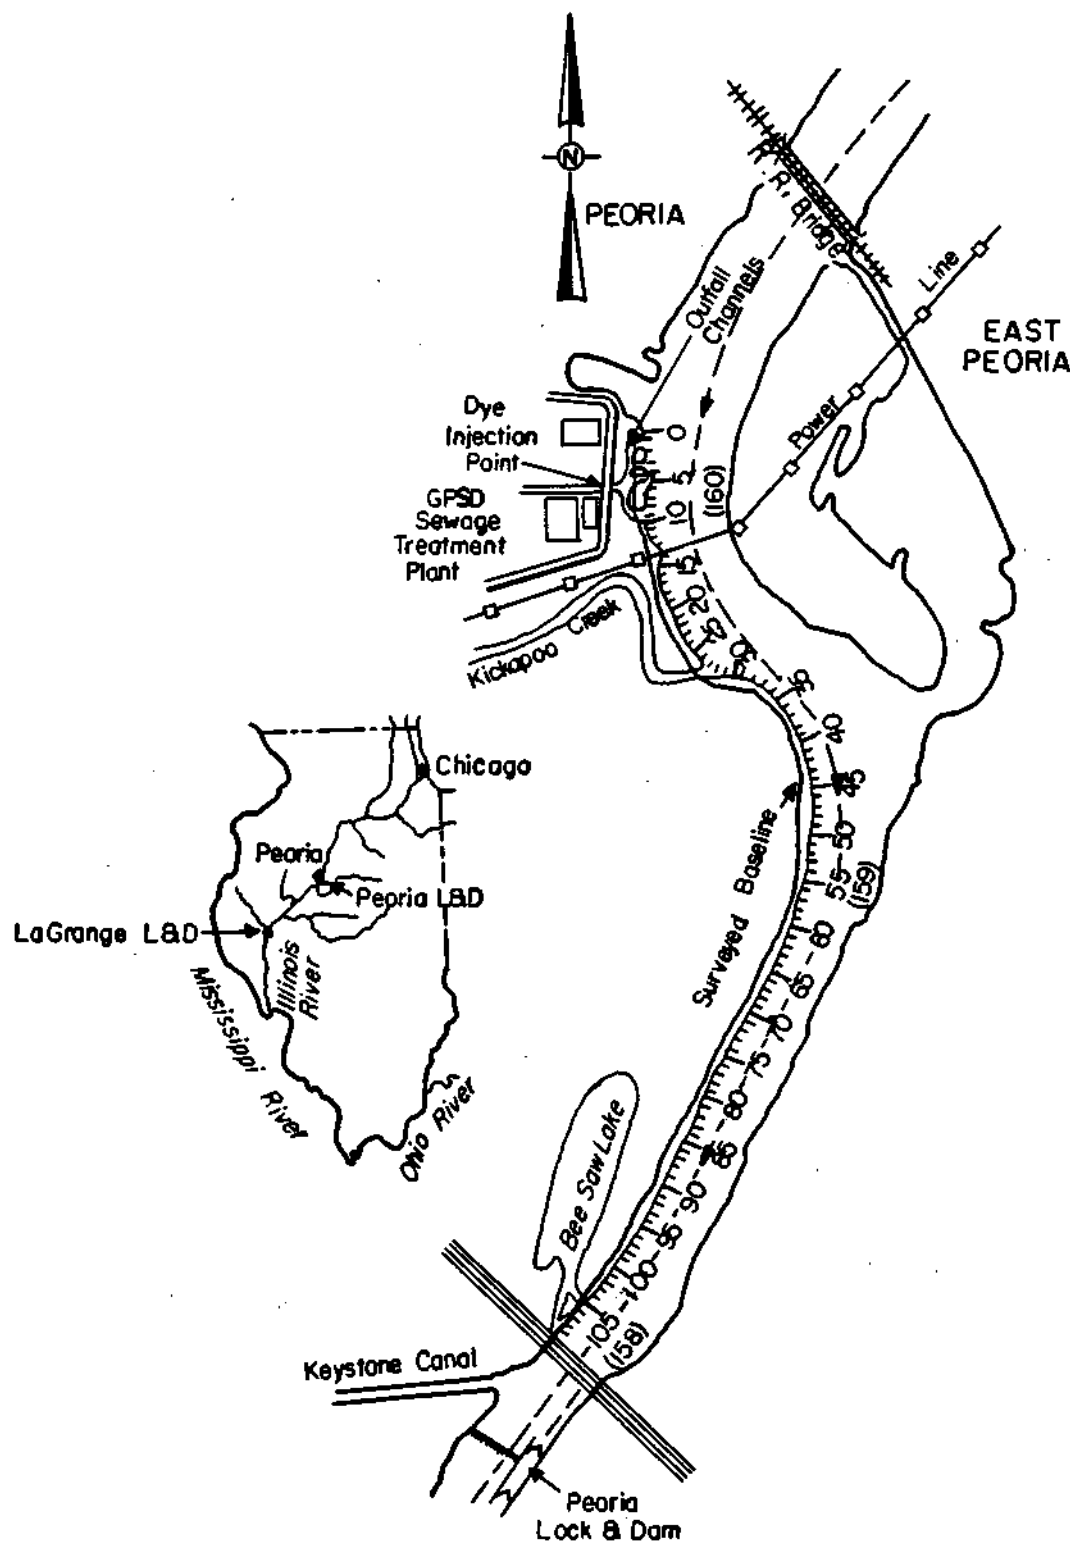 N
PEORIA
R. R. Bridge
Outfall
Channels
Line
EAST
PEORIA
Power
Dye
Injection
Point
GPSD
Sewage
Treatment
Plant
0
5
10
15
20
25
30
35
40
45
50
55
60
65
70
75
80
85
90
95
100
105
(160)
(159)
(158)
Kickapoo Creek
Surveyed Baseline
Chicago
Peoria
Peoria L&D
LaGrange L&D
Illinois
River
Mississippi River
Ohio River
Bee Saw Lake
Keystone Canal
Peoria
Lock & Dam